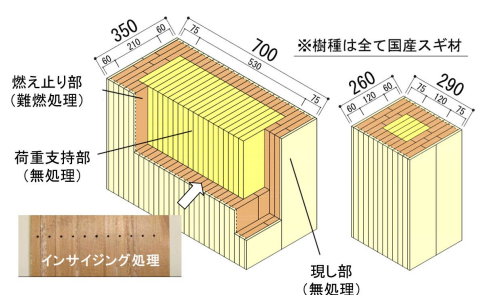 350
60
210
60
700
75
530
75
※樹種は全て国産スギ材
260
60
120
60
290
75
120
75
燃え止り部
(難燃処理)
荷重支持部
(無処理)
インサイジング処理
現し部
(無処理)